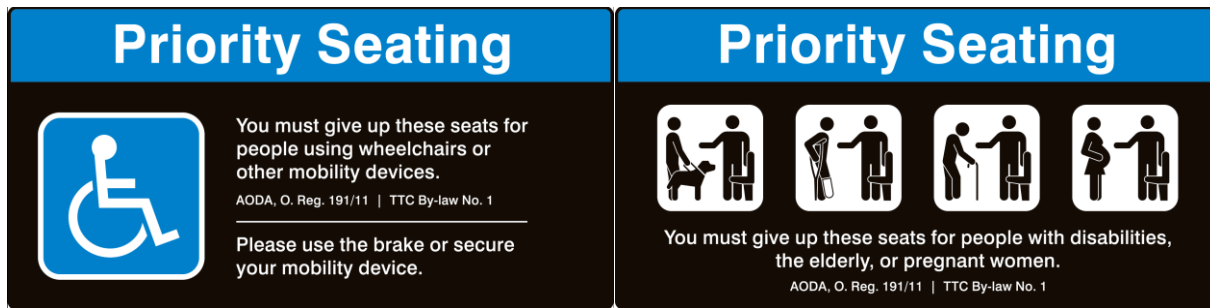 Priority Seating
You must give up these seats for
people using wheelchairs or
other mobility devices.
AODA, O. Reg. 191/11 | TTC By-law No. 1
Please use the brake or secure
your mobility device.
Priority Seating
You must give up these seats for people with disabilities,
the elderly, or pregnant women.
AODA, O. Reg. 191/11 | TTC By-law No. 1